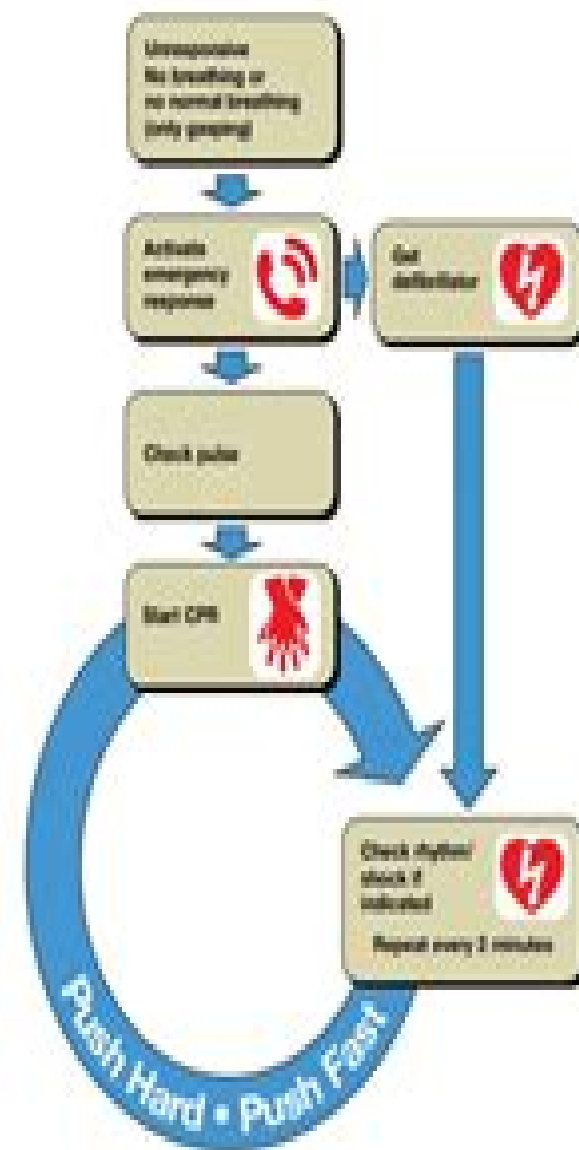 Unresponsive
No breathing or
no normal breathing
(only gasping)
Activate
emergency
response
Get
defibrillator
Check pulse
Start CPR
Check rhythm/
shock if
indicated
Repeat every 2 minutes
Push Hard • Push Fast